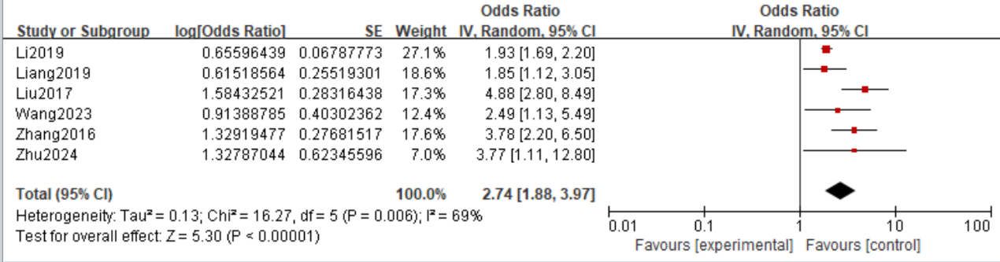 Odds Ratio Odds Ratio
Study or Subgroup log[Odds Ratio] SE Weight IV, Random, 95% CI IV, Random, 95% CI
Li2019 0.65596439 0.06787773 27.1% 1.93 [1.69, 2.20]
Liang2019 0.61518564 0.25519301 18.6% 1.85 [1.12, 3.05]
Liu2017 1.58432521 0.28316438 17.3% 4.88 [2.80, 8.49]
Wang2023 0.91388785 0.40302362 12.4% 2.49 [1.13, 5.49]
Zhang2016 1.32919477 0.27681517 17.6% 3.78 [2.20, 6.50]
Zhu2024 1.32787044 0.62345596 7.0% 3.77 [1.11, 12.80]
Total (95% CI) 100.0% 2.74 [1.88, 3.97]
Heterogeneity: Tau² = 0.13; Chi² = 16.27, df = 5 (P = 0.006); I² = 69%
Test for overall effect: Z = 5.30 (P < 0.00001)
0.01 0.1 1 10 100
Favours [experimental] Favours [control]